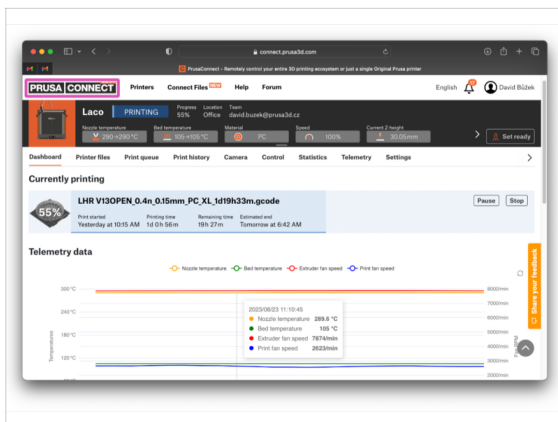 connect.prusa3d.com
PrusaConnect - Remotely control your entire 3D printing ecosystem or just a single Original Prusa printer
PRUSA CONNECT Printers Connect Files NEW Help Forum English David Bůžek
Laco PRINTING Progress 55% Location Office Team david.buzek@prusa3d.cz
Nozzle temperature Bed temperature Material Speed Current Z height
290→290 °C 105→105 °C PC 100% 30.05mm Set ready
Dashboard Printer files Print queue Print history Camera Control Statistics Telemetry Settings
Currently printing
55% LHR V13OPEN_0.4n_0.15mm_PC_XL_1d19h33m.gcode Pause Stop
Print started Printing time Remaining time Estimated end
Yesterday at 10:15 AM 1d 0h 56m 19h 27m Tomorrow at 6:42 AM
Telemetry data
Nozzle temperature Bed temperature Extruder fan speed Print fan speed
Share your feedback
300 °C 8000/min
7000/min
240 °C 6000/min
5000/min
180 °C
4000/min
120 °C 3000/min
2000/min
Temperatures
Fan RPM
2023/08/23 11:10:45
Nozzle temperature 289.6 °C
Bed temperature 105 °C
Extruder fan speed 7874/min
Print fan speed 2623/min